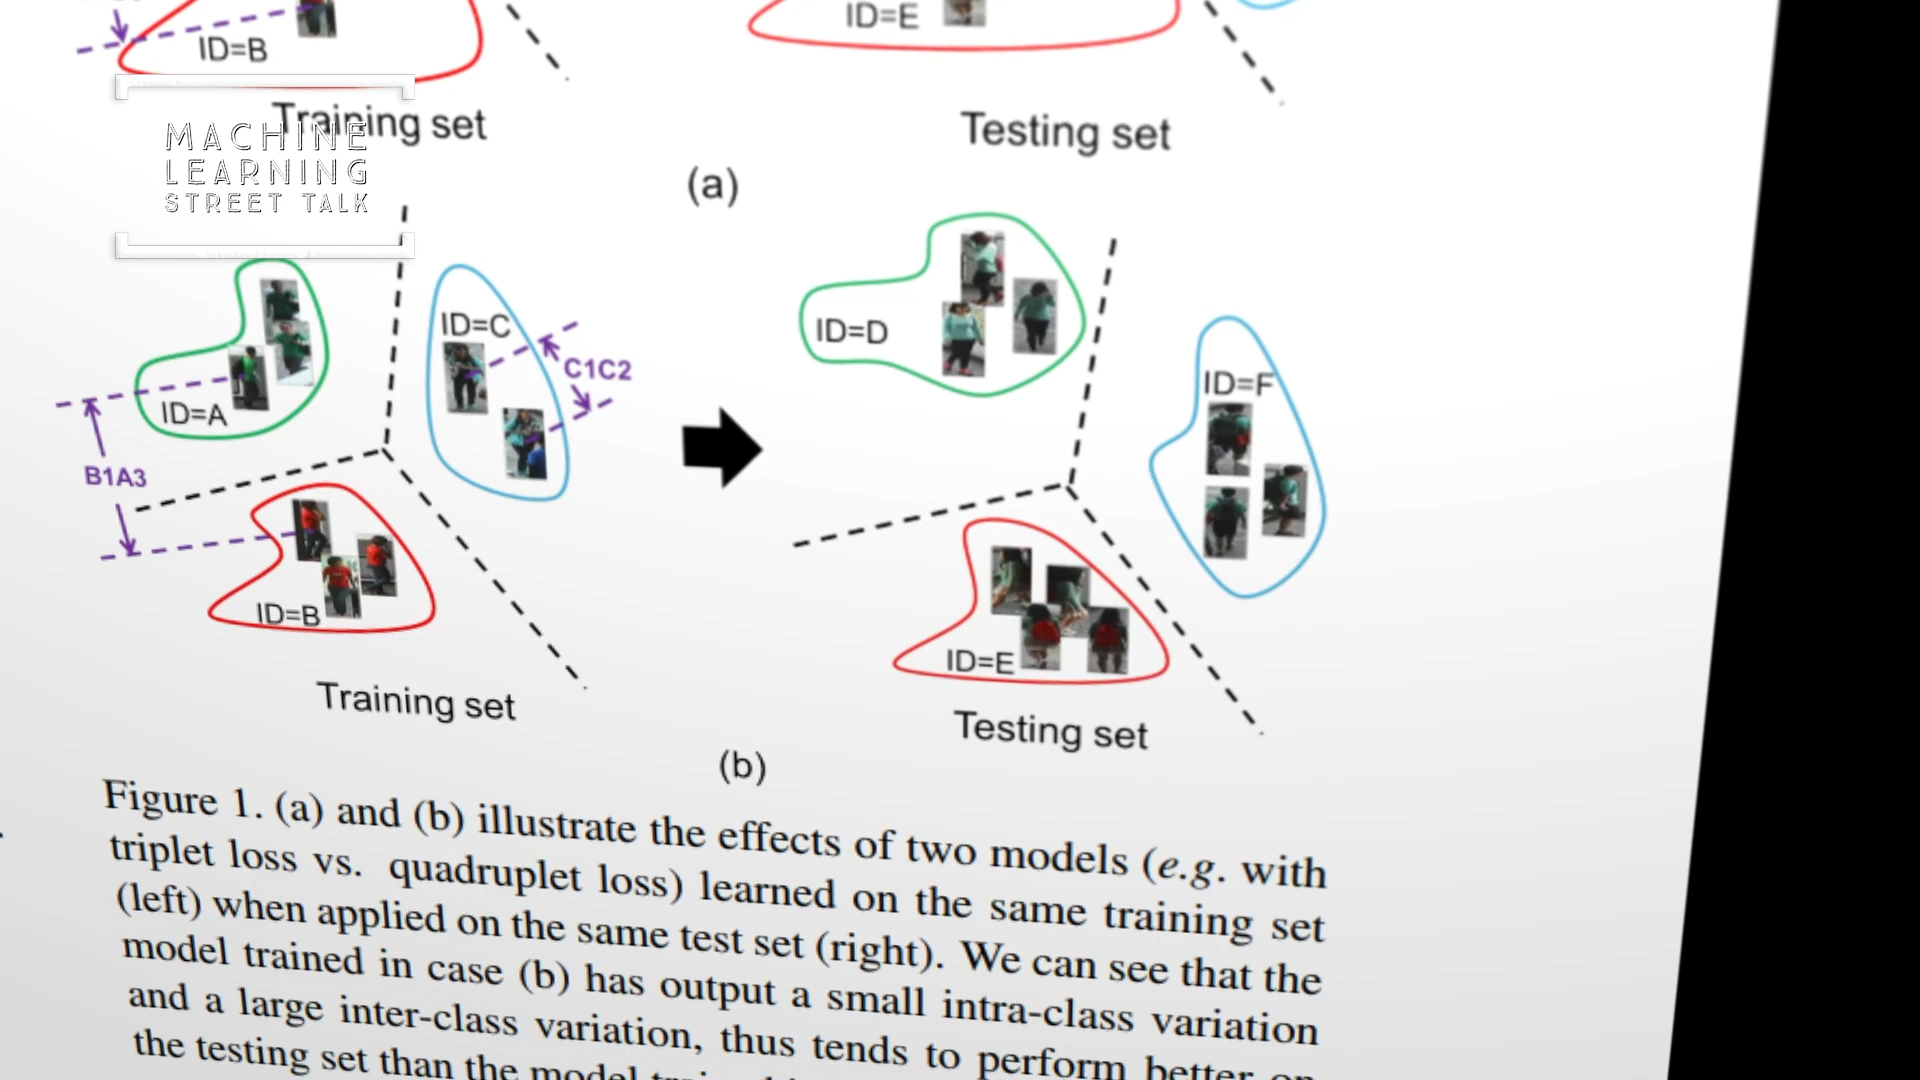 ID=B
ID=E
Training set
Testing set
MACHINE
LEARNING
STREET TALK
(a)
ID=A
ID=C
C1C2
B1A3
ID=B
ID=D
ID=F
ID=E
Training set
Testing set
(b)
Figure 1. (a) and (b) illustrate the effects of two models (e.g. with
triplet loss vs. quadruplet loss) learned on the same training set
(left) when applied on the same test set (right). We can see that the
model trained in case (b) has output a small intra-class variation
and a large inter-class variation, thus tends to perform better on
the testing set than the model